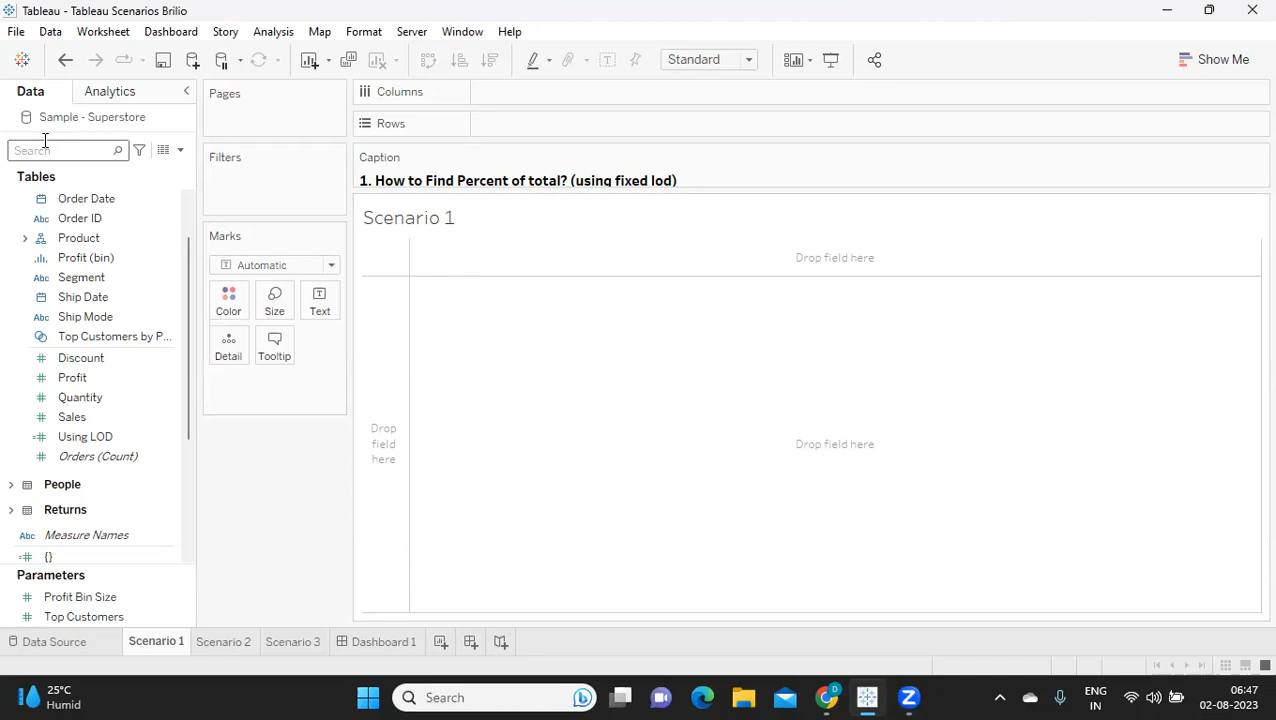 Tableau - Tableau Scenarios Brilio
File Data Worksheet Dashboard Story Analysis Map Format Server Window Help
Standard
Show Me
Data Analytics
Pages
Columns
Sample - Superstore
Rows
Search
Filters
Caption
Tables
1. How to Find Percent of total? (using fixed lod)
Order Date
Abc Order ID
Scenario 1
Product
Marks
Profit (bin)
Automatic
Drop field here
Abc Segment
Ship Date
Color Size Text
Abc Ship Mode
Top Customers by P...
Detail Tooltip
Discount
Profit
Quantity
Sales
Using LOD
Drop
field
here
Drop field here
Orders (Count)
People
Returns
Abc Measure Names
{}
Parameters
Profit Bin Size
Top Customers
Data Source Scenario 1 Scenario 2 Scenario 3 Dashboard 1
25°C
Humid
Search
ENG
IN
06:47
02-08-2023